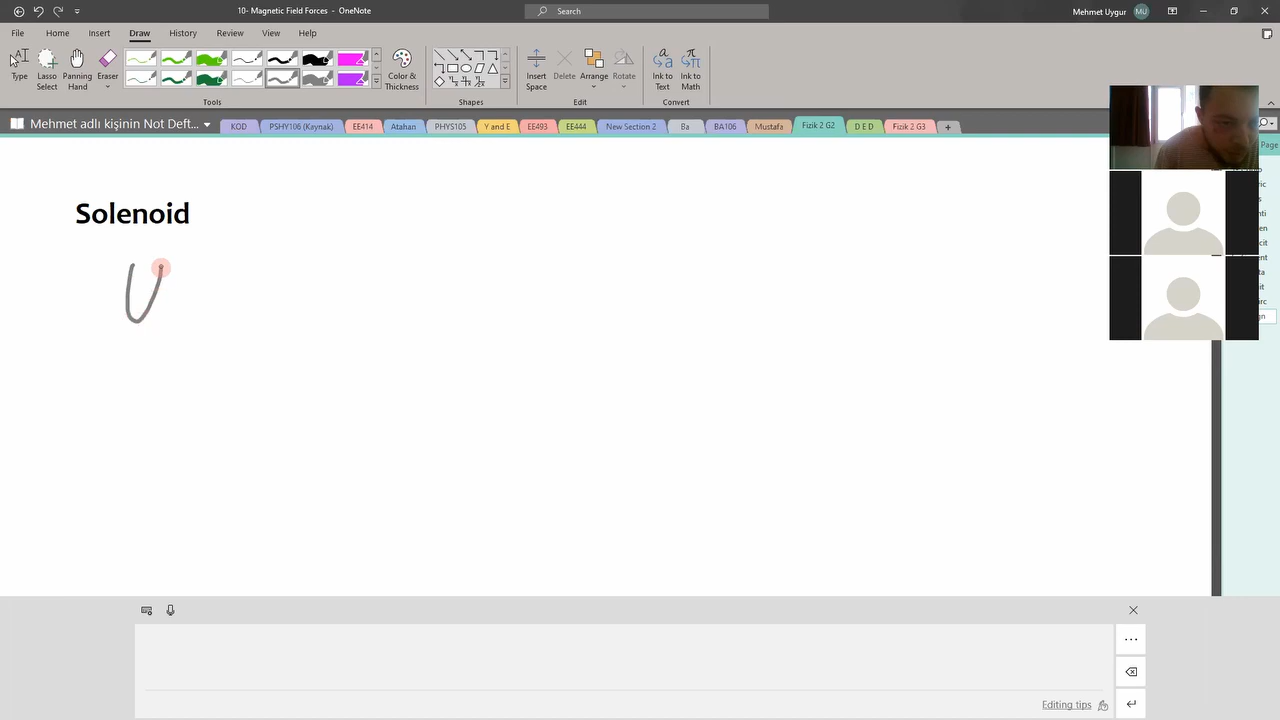 10- Magnetic Field Forces - OneNote
Search
Mehmet Uygur MU
File Home Insert Draw History Review View Help
Type
Lasso Select
Panning Hand
Eraser
Color & Thickness
Insert Space
Delete
Arrange
Rotate
Ink to Text
Ink to Math
Tools
Shapes
Edit
Convert
Mehmet adlı kişinin Not Deft...
KOD PSHY106 (Kaynak) EE414 Atahan PHYS105 Y and E EE493 EE444 New Section 2 Ba BA106 Mustafa Fizik 2 G2 D E D Fizik 2 G3 +
Page
Solenoid
Editing tips